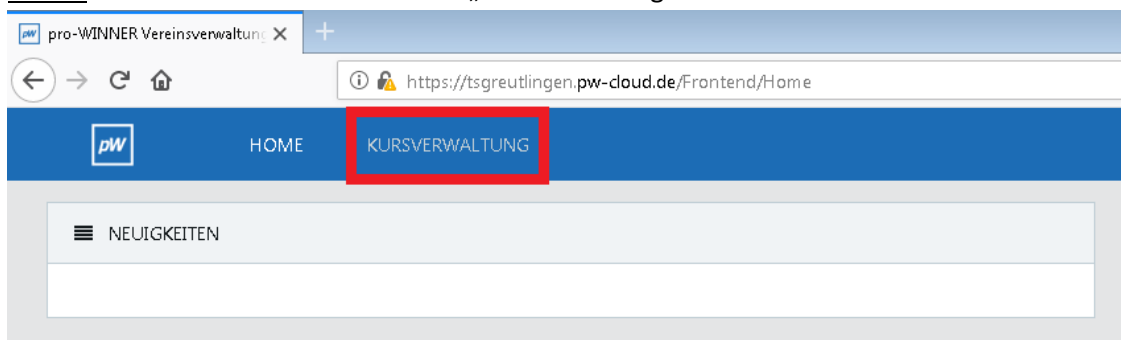 pro-WINNER Vereinsverwaltung
https://tsgreutlingen.pw-cloud.de/Frontend/Home
pW HOME KURSVERWALTUNG
NEUIGKEITEN